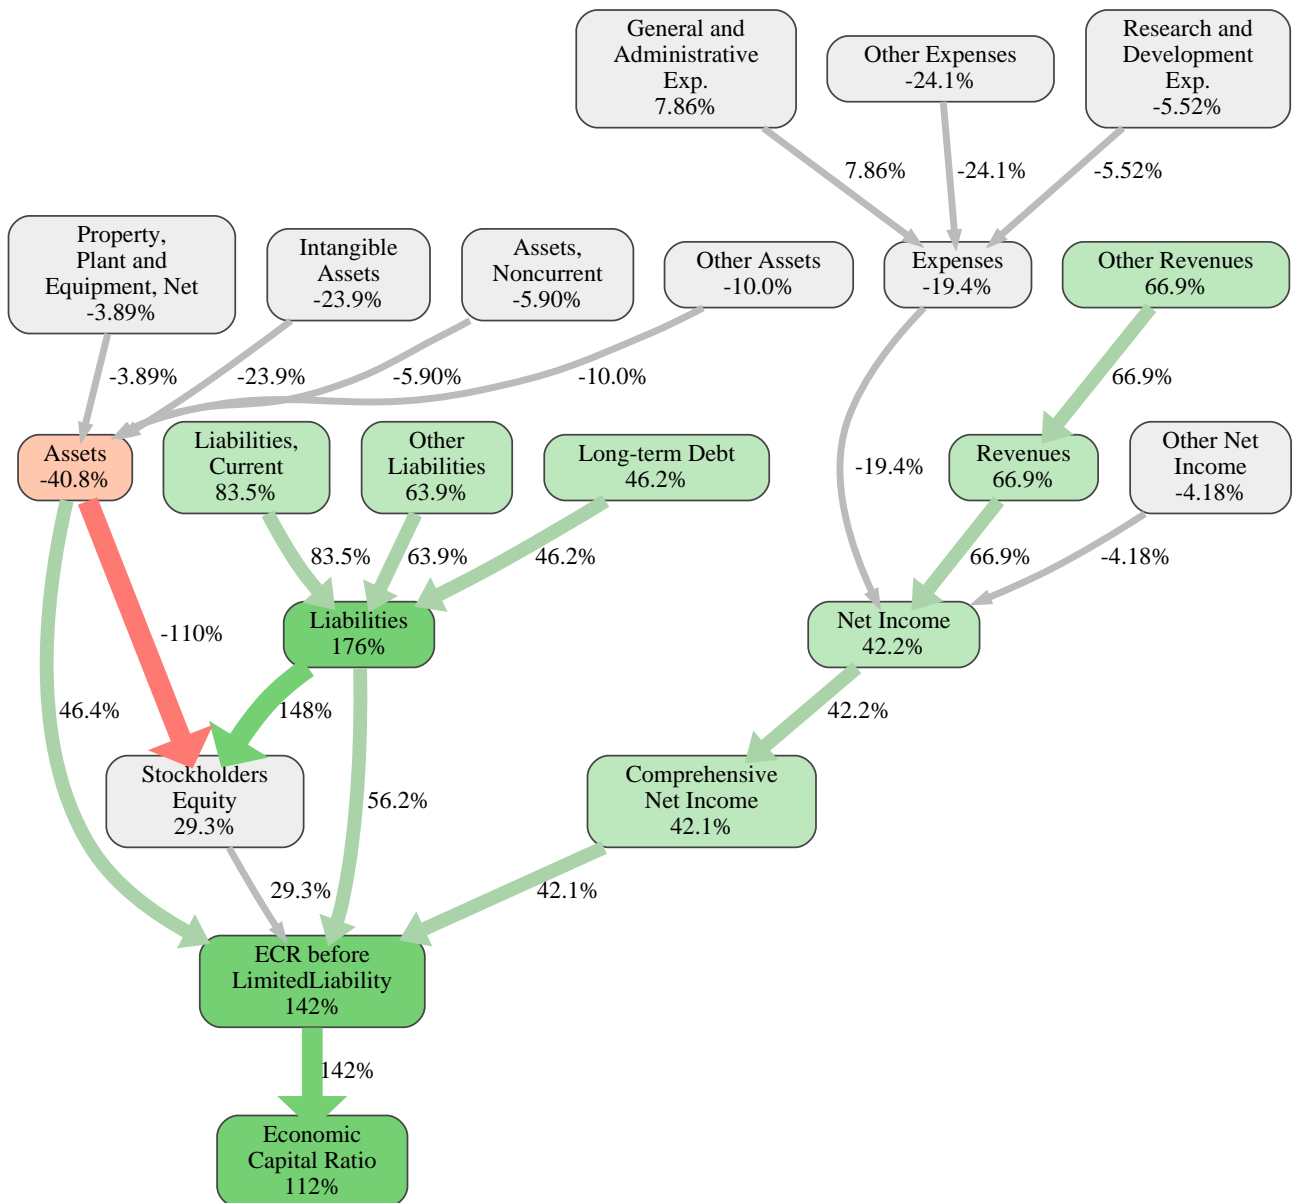 General and
Administrative
Exp.
7.86%
Other Expenses
-24.1%
Research and
Development
Exp.
-5.52%
7.86%
-24.1%
-5.52%
Property,
Plant and
Equipment, Net
-3.89%
Intangible
Assets
-23.9%
Assets,
Noncurrent
-5.90%
Other Assets
-10.0%
Expenses
-19.4%
Other Revenues
66.9%
-3.89%
-23.9%
-5.90%
-10.0%
66.9%
Assets
-40.8%
Liabilities,
Current
83.5%
Other
Liabilities
63.9%
Long-term Debt
46.2%
-19.4%
Revenues
66.9%
Other Net
Income
-4.18%
83.5%
63.9%
46.2%
66.9%
-4.18%
Liabilities
176%
Net Income
42.2%
-110%
46.4%
148%
42.2%
Stockholders
Equity
29.3%
56.2%
Comprehensive
Net Income
42.1%
29.3%
42.1%
ECR before
LimitedLiability
142%
142%
Economic
Capital Ratio
112%